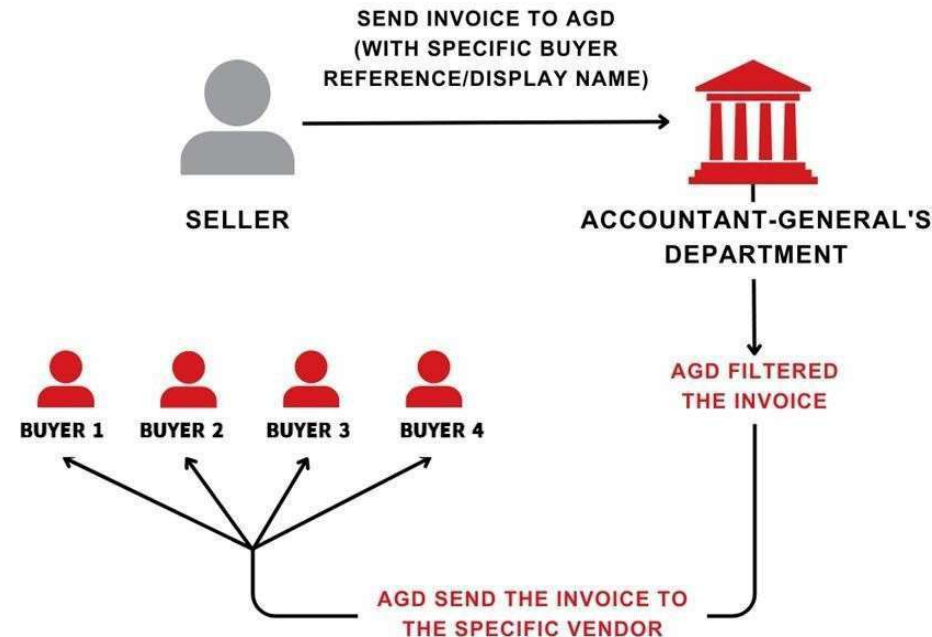 SEND INVOICE TO AGD
(WITH SPECIFIC BUYER
REFERENCE/DISPLAY NAME)
SELLER
ACCOUNTANT-GENERAL'S
DEPARTMENT
AGD FILTERED
THE INVOICE
BUYER 1
BUYER 2
BUYER 3
BUYER 4
AGD SEND THE INVOICE TO
THE SPECIFIC VENDOR